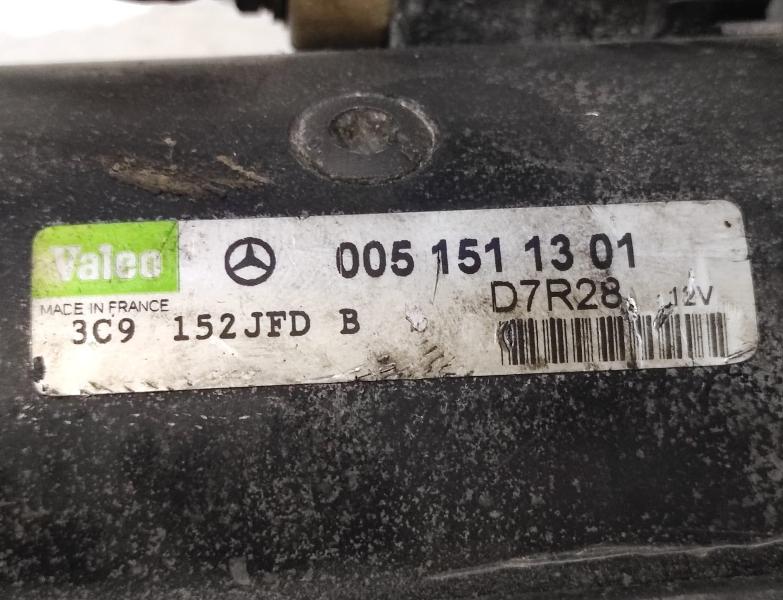 Valeo
005 151 13 01
MADE IN FRANCE
D7R28 12V
3C9 152JFD B